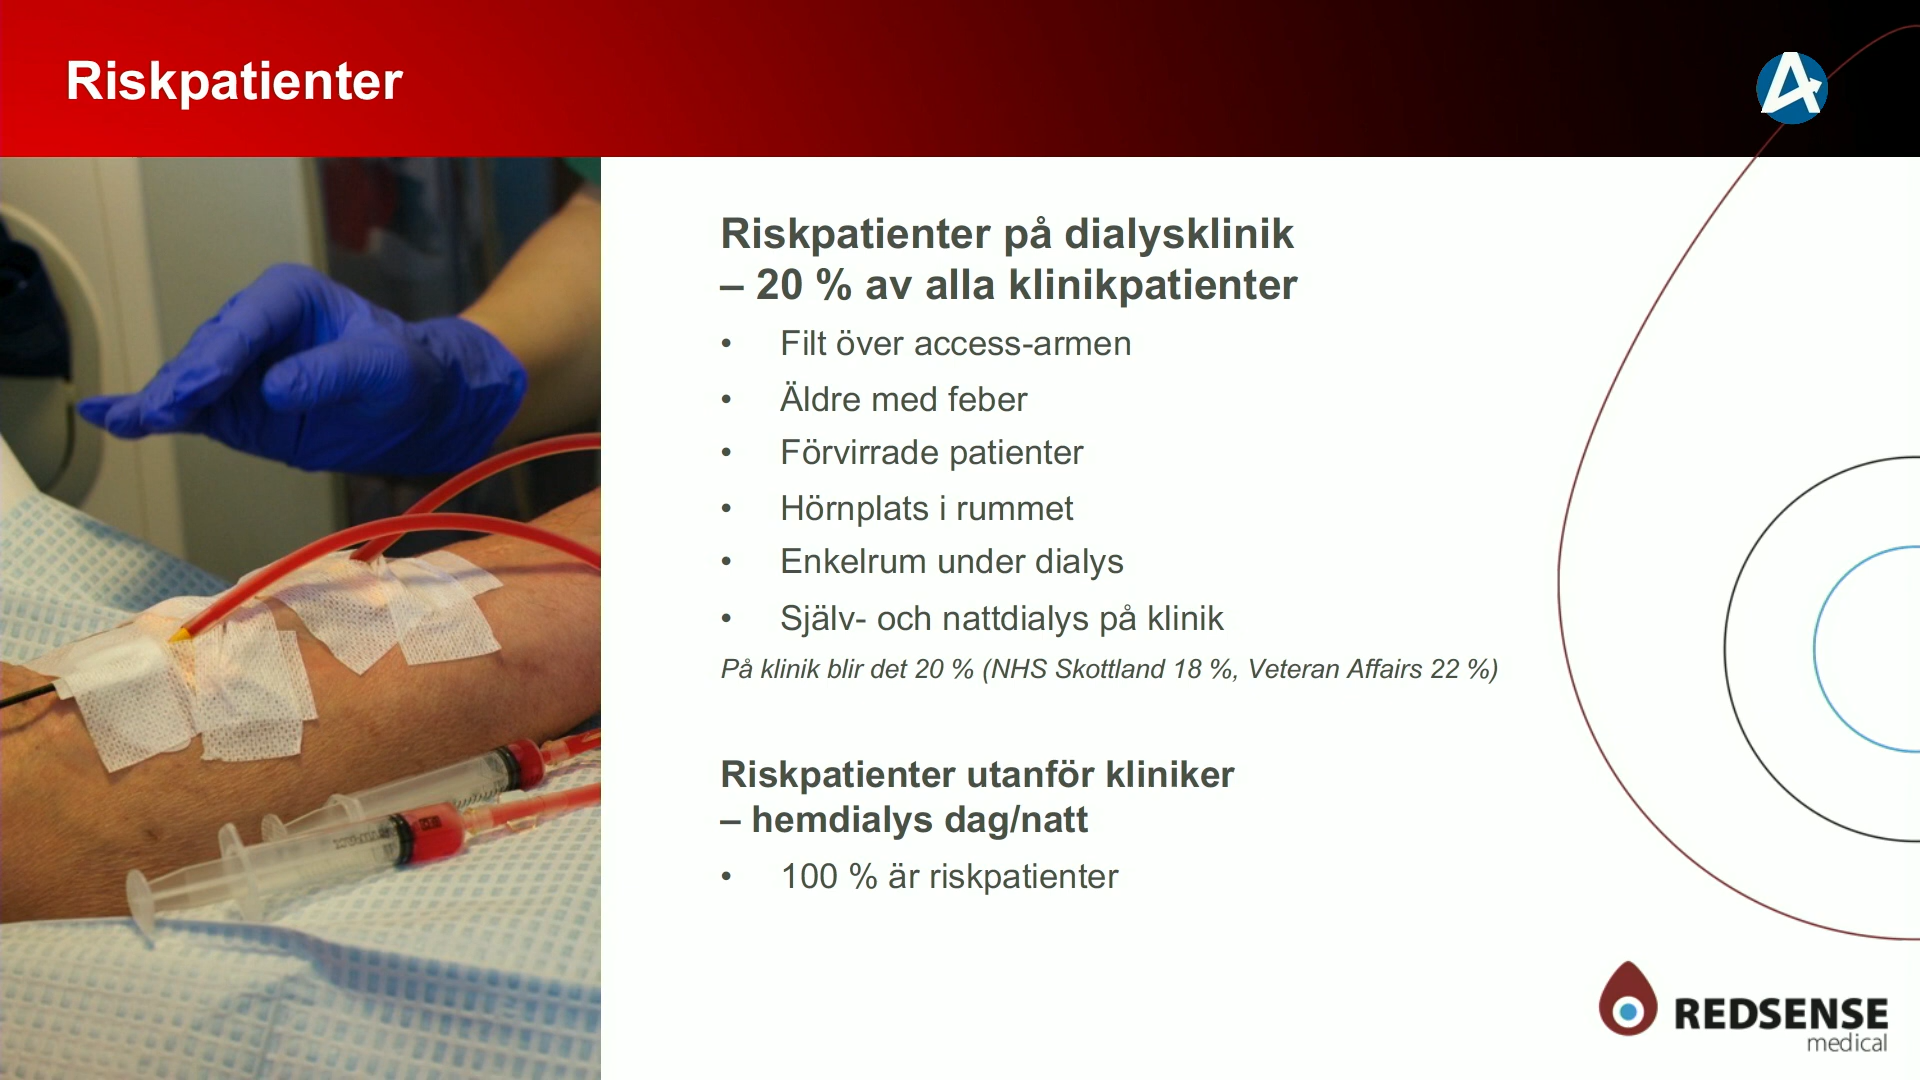 Riskpatienter
Riskpatienter på dialysklinik
– 20 % av alla klinikpatienter
• Filt över access-armen
• Äldre med feber
• Förvirrade patienter
• Hörnplats i rummet
• Enkelrum under dialys
• Själv- och nattdialys på klinik
På klinik blir det 20 % (NHS Skottland 18 %, Veteran Affairs 22 %)
Riskpatienter utanför kliniker
– hemdialys dag/natt
• 100 % är riskpatienter
REDSENSE
medical